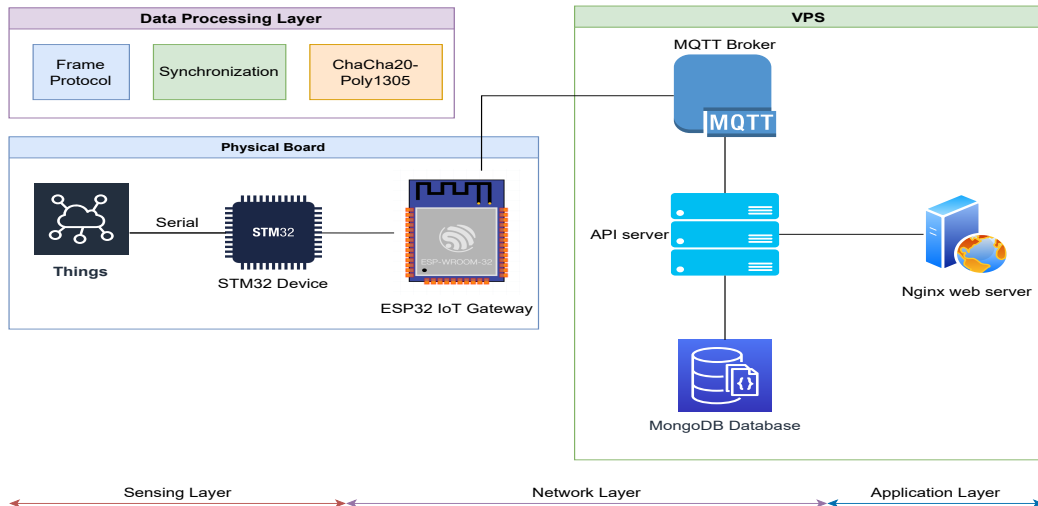 Data Processing Layer
Frame
Protocol
Synchronization
ChaCha20-
Poly1305
Physical Board
Things
Serial
STM32
STM32 Device
ESP-WROOM-32
ESP32 IoT Gateway
VPS
MQTT Broker
MQTT
API server
Nginx web server
MongoDB Database
Sensing Layer
Network Layer
Application Layer